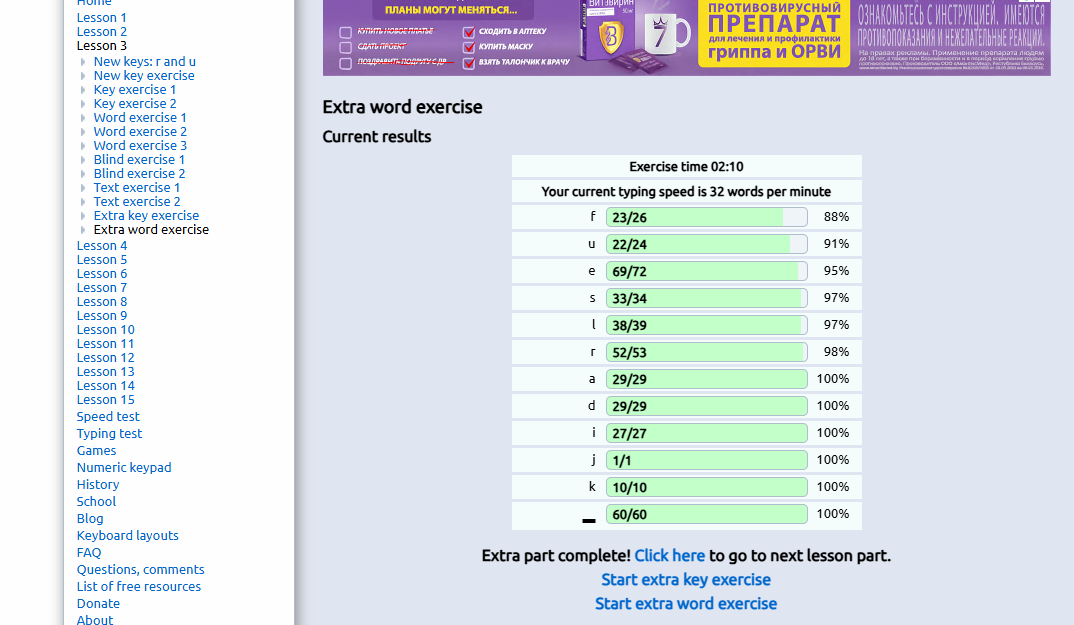 Home
Lesson 1
Lesson 2
Lesson 3
New keys: r and u
New key exercise
Key exercise 1
Key exercise 2
Word exercise 1
Word exercise 2
Word exercise 3
Blind exercise 1
Blind exercise 2
Text exercise 1
Text exercise 2
Extra key exercise
Extra word exercise
Lesson 4
Lesson 5
Lesson 6
Lesson 7
Lesson 8
Lesson 9
Lesson 10
Lesson 11
Lesson 12
Lesson 13
Lesson 14
Lesson 15
Speed test
Typing test
Games
Numeric keypad
History
School
Blog
Keyboard layouts
FAQ
Questions, comments
List of free resources
Donate
About
ПЛАНЫ МОГУТ МЕНЯТЬСЯ...
КУПИТЬ НОВОЕ ПЛАТЬЕ
СДАТЬ ПРОЕКТ
ПОЗДРАВИТЬ ПОДРУГУ С ДР
СХОДИТЬ В АПТЕКУ
КУПИТЬ МАСКУ
ВЗЯТЬ ТАЛОНЧИК К ВРАЧУ
3
7
ПРОТИВОВИРУСНЫЙ
ПРЕПАРАТ
для лечения и профилактики
гриппа и ОРВИ
ОЗНАКОМЬТЕСЬ С ИНСТРУКЦИЕЙ. ИМЕЮТСЯ
ПРОТИВОПОКАЗАНИЯ И НЕЖЕЛАТЕЛЬНЫЕ РЕАКЦИИ.
Extra word exercise
Current results
Exercise time 02:10
Your current typing speed is 32 words per minute
f 23/26 88%
u 22/24 91%
e 69/72 95%
s 33/34 97%
l 38/39 97%
r 52/53 98%
a 29/29 100%
d 29/29 100%
i 27/27 100%
j 1/1 100%
k 10/10 100%
_ 60/60 100%
Extra part complete! Click here to go to next lesson part.
Start extra key exercise
Start extra word exercise